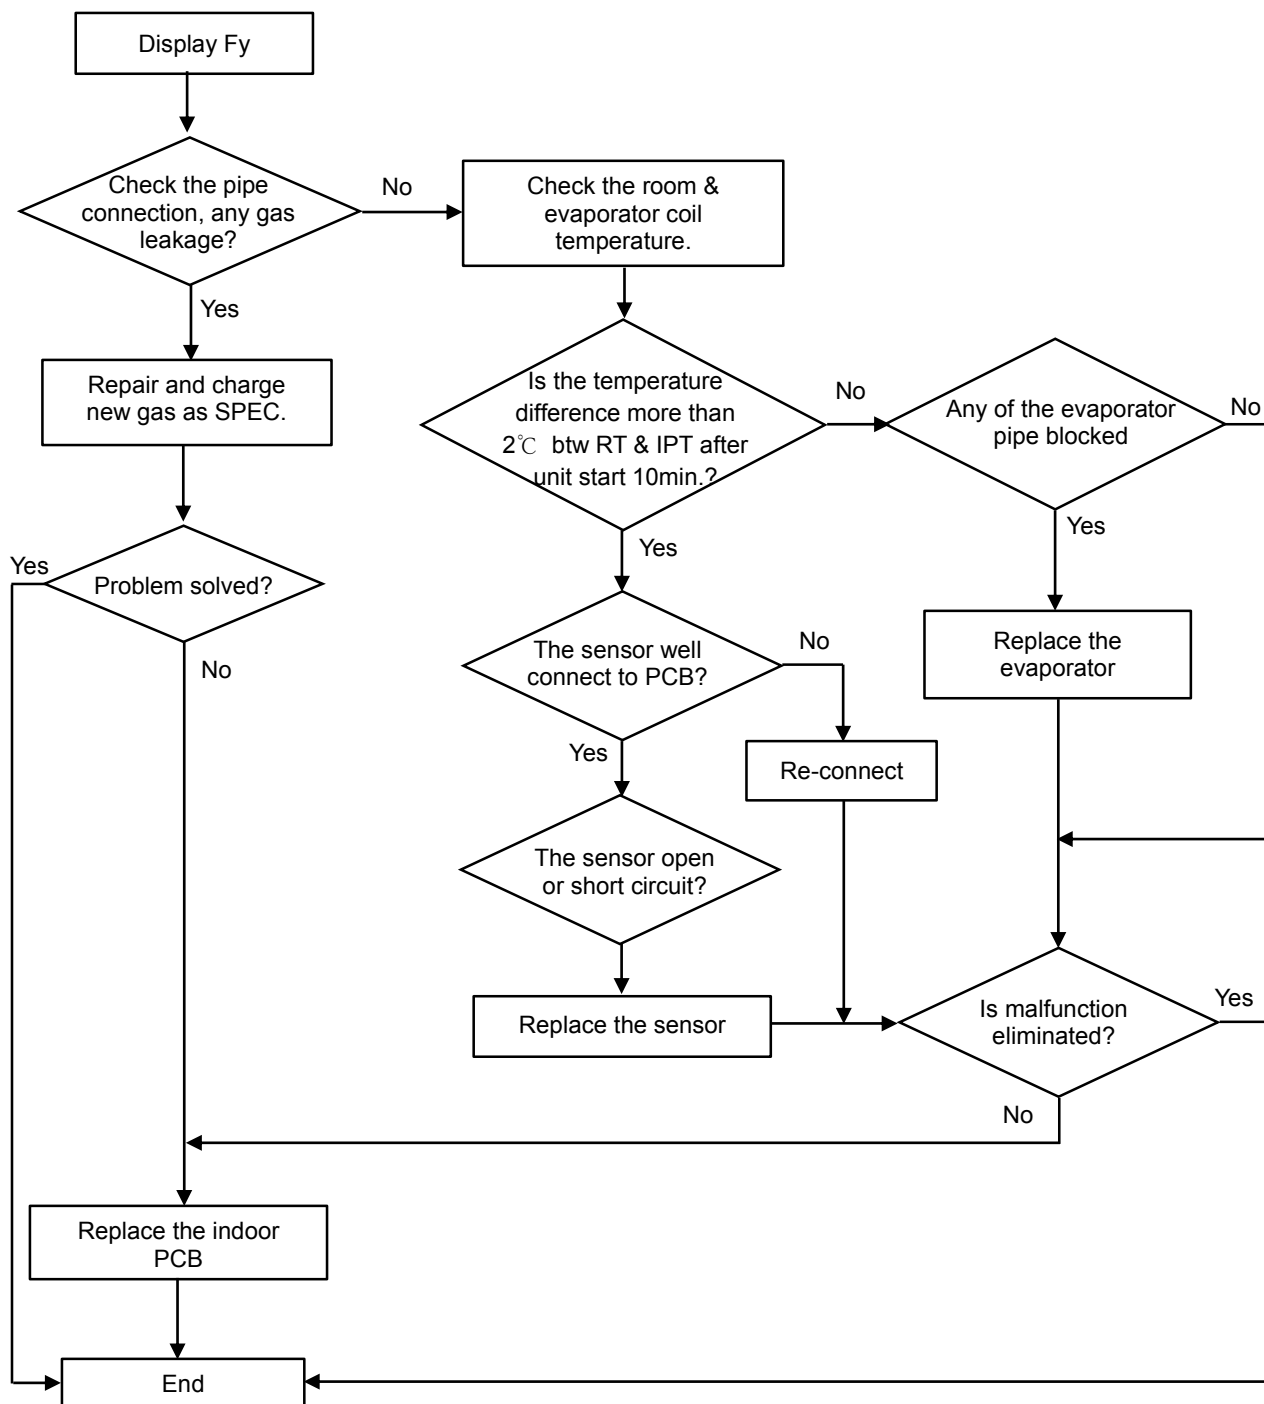 Display Fy
Check the pipe
connection, any gas
leakage?
No
Check the room &
evaporator coil
temperature.
Yes
Repair and charge
new gas as SPEC.
Is the temperature
difference more than
2℃ btw RT & IPT after
unit start 10min.?
No
Any of the evaporator
pipe blocked
No
Yes
Problem solved?
No
Yes
The sensor well
connect to PCB?
No
Yes
Replace the
evaporator
Yes
Re-connect
The sensor open
or short circuit?
Replace the sensor
Is malfunction
eliminated?
Yes
No
Replace the indoor
PCB
End